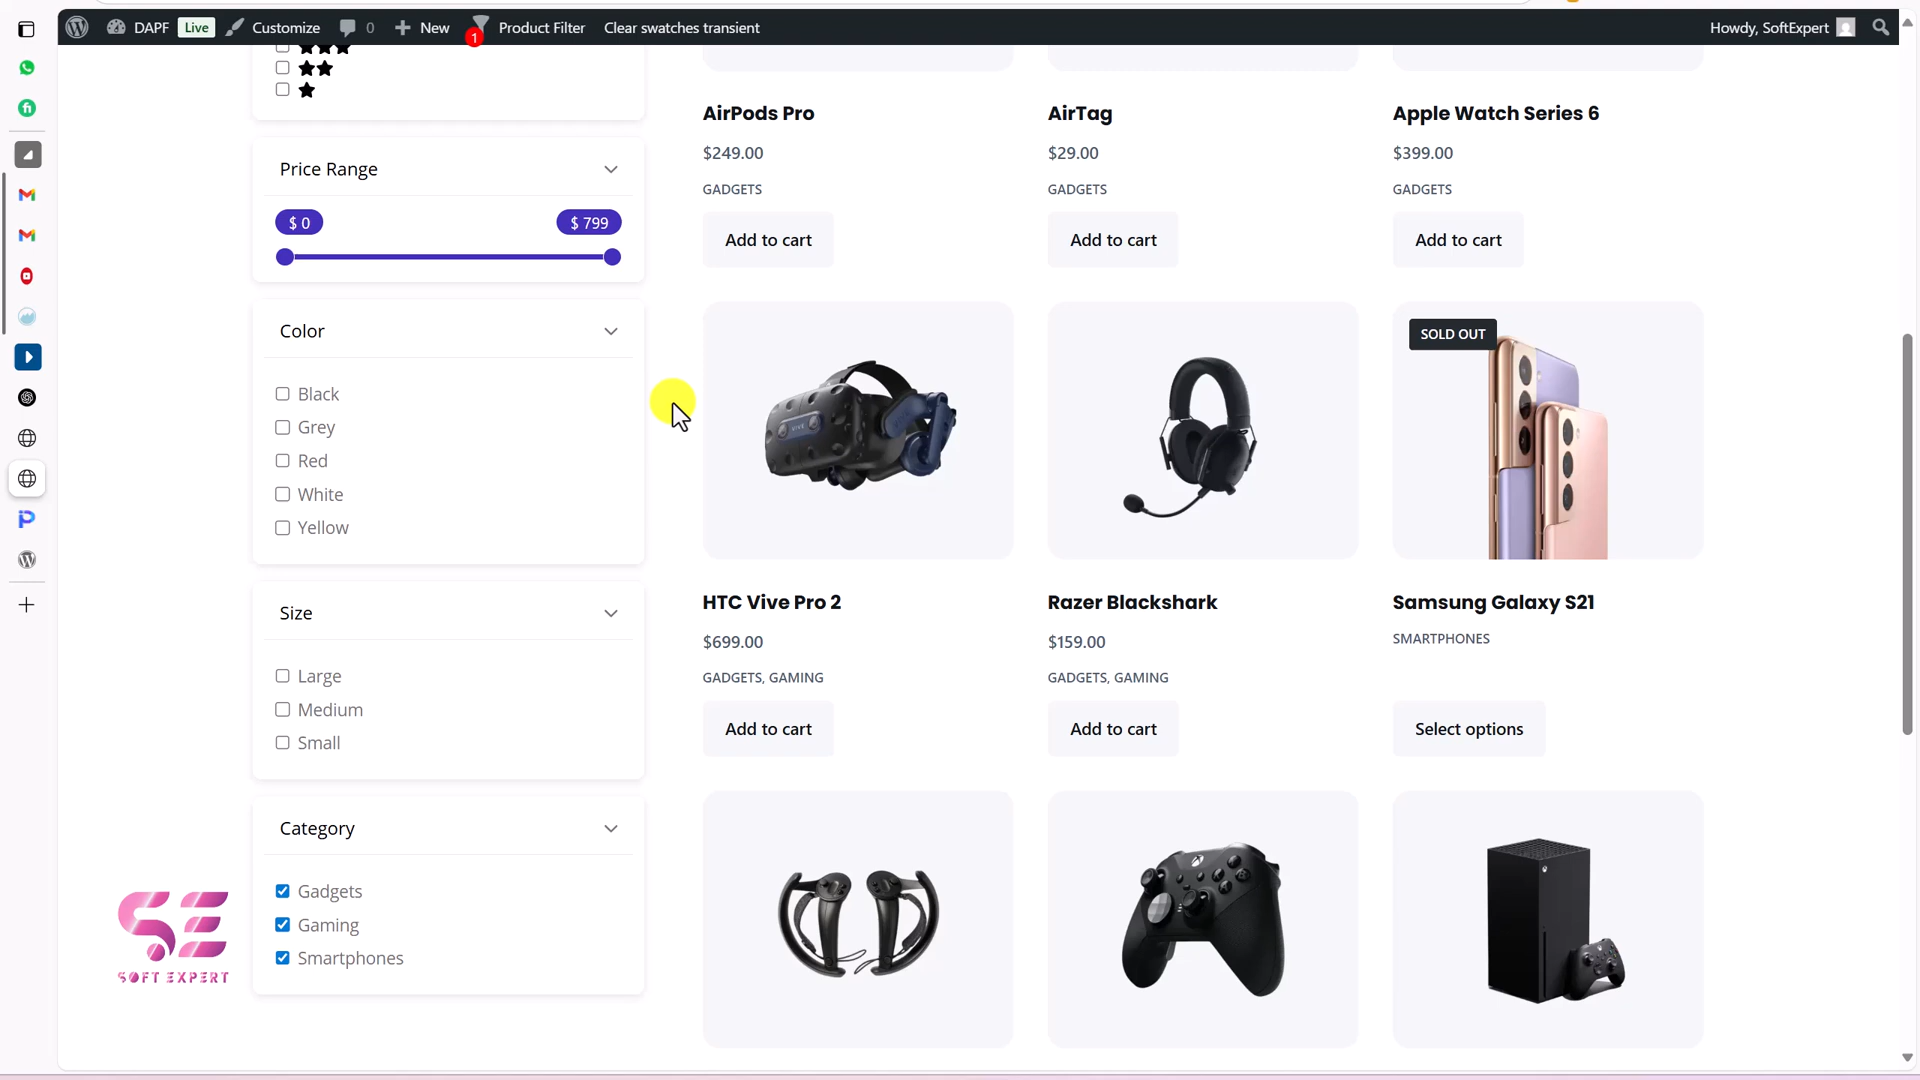 DAPF Live Customize 0 New 1 Product Filter Clear swatches transient Howdy, SoftExpert
Price Range
$ 0 $ 799
Color
Black
Grey
Red
White
Yellow
Size
Large
Medium
Small
Category
Gadgets
Gaming
Smartphones
SOFT EXPERT
AirPods Pro
$249.00
GADGETS
Add to cart
AirTag
$29.00
GADGETS
Add to cart
Apple Watch Series 6
$399.00
GADGETS
Add to cart
VIVE
HTC Vive Pro 2
$699.00
GADGETS, GAMING
Add to cart
Razer Blackshark
$159.00
GADGETS, GAMING
Add to cart
SOLD OUT
Samsung Galaxy S21
SMARTPHONES
Select options